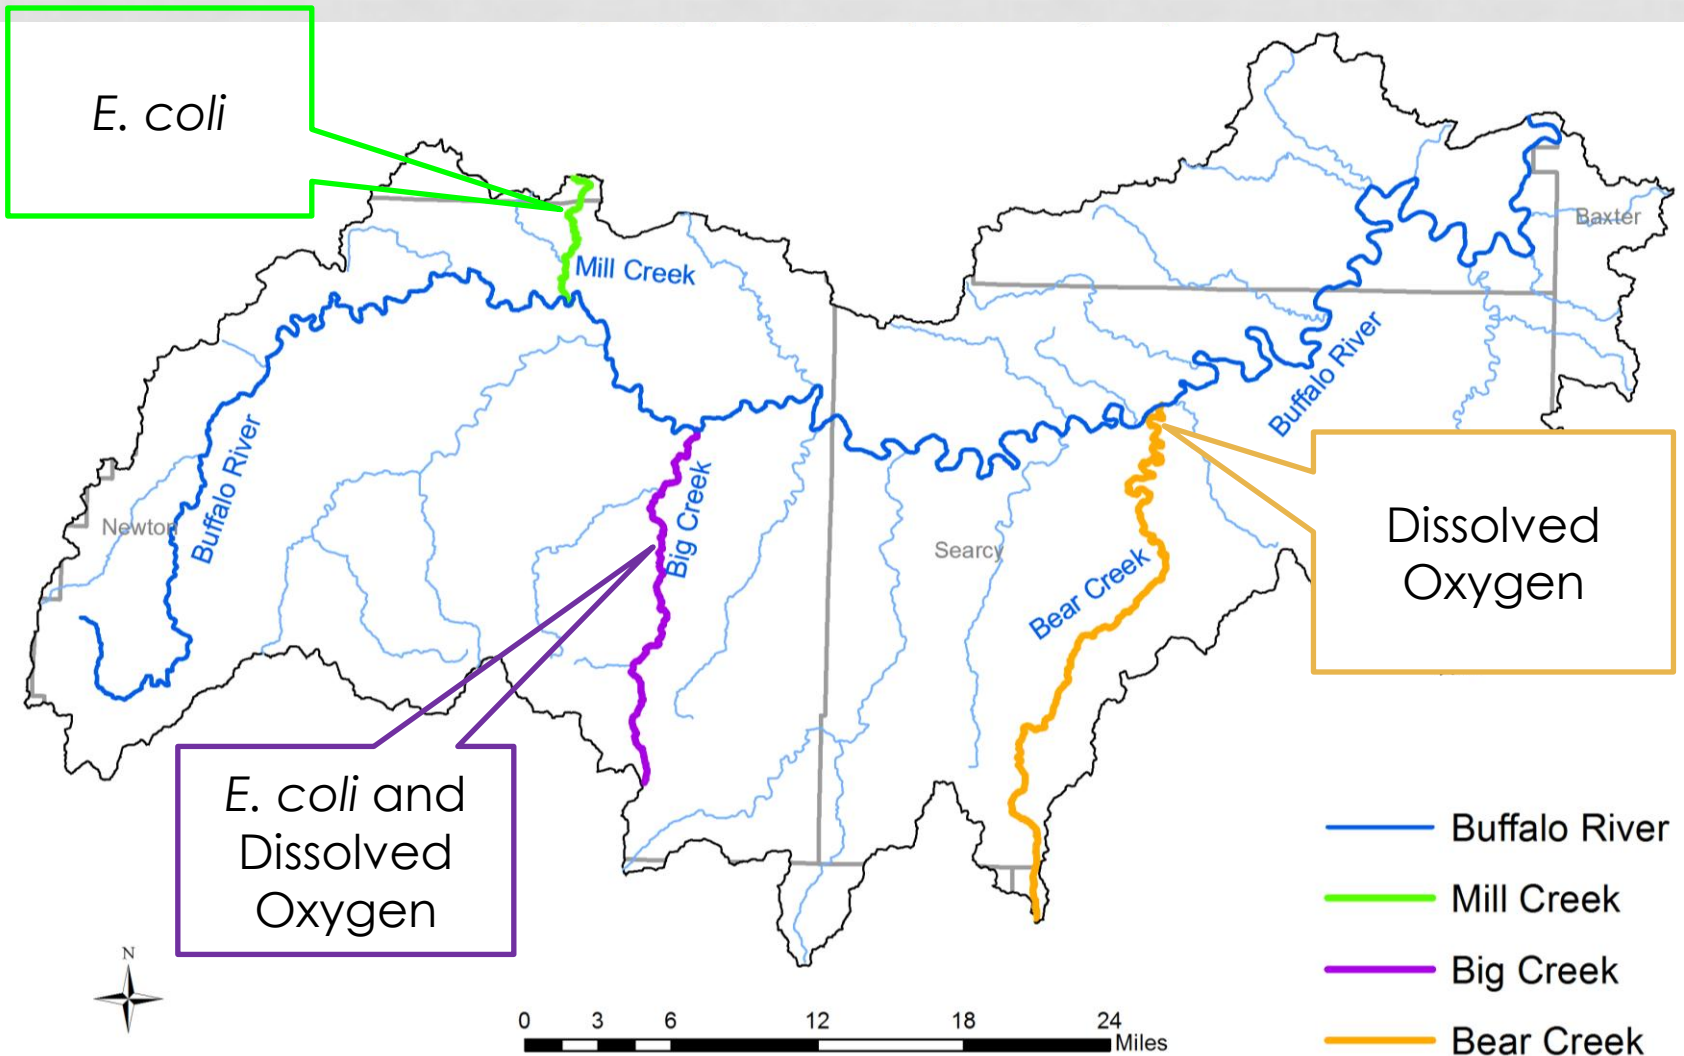 E. coli
Mill Creek
Baxter
Buffalo River
Buffalo River
Newton
Big Creek
Searcy
Bear Creek
Dissolved
Oxygen
E. coli and
Dissolved
Oxygen
Buffalo River
Mill Creek
Big Creek
Bear Creek
N
0 3 6 12 18 24
Miles